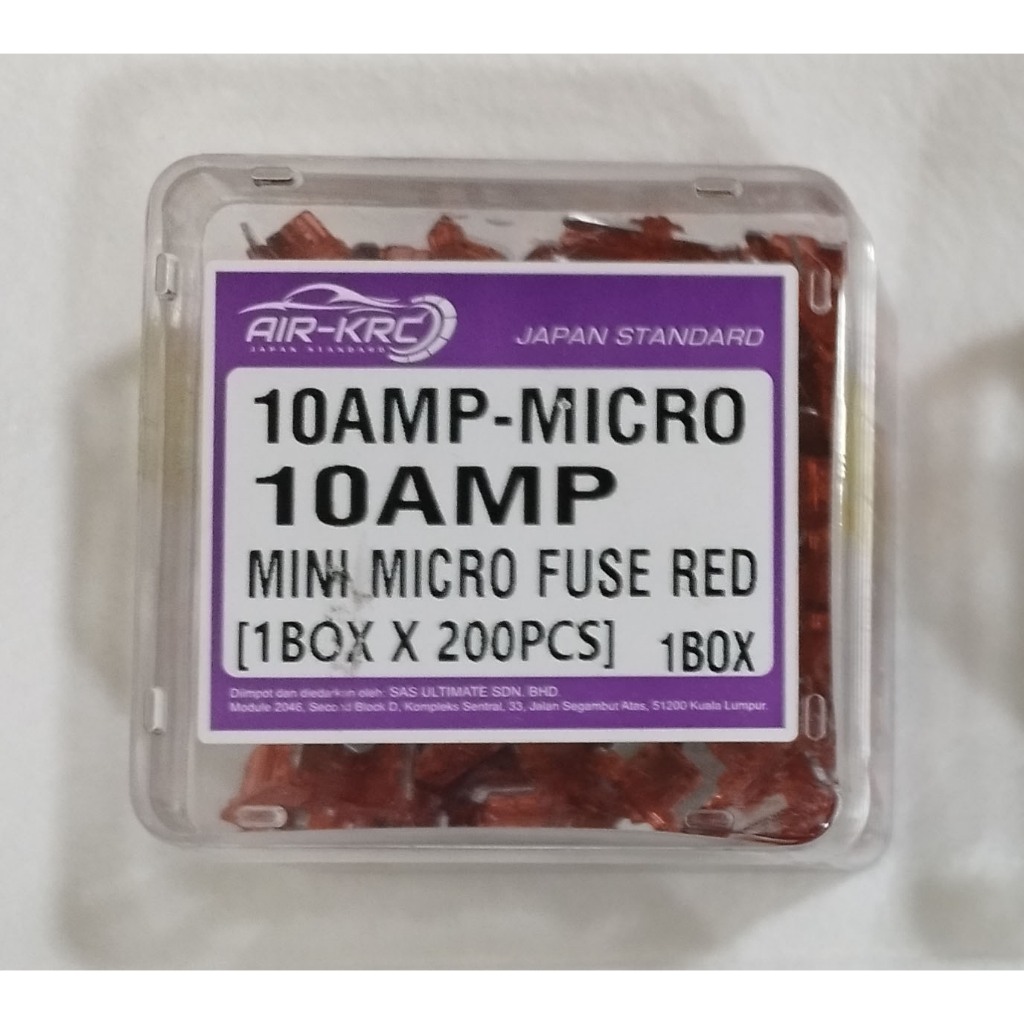 AIR-KRC
JAPAN STANDARD
JAPAN STANDARD
10AMP-MICRO
10AMP
MINI MICRO FUSE RED
[1BOX X 200PCS] 1BOX
Diimpot dan diedarkan oleh: SAS ULTIMATE SDN. BHD.
Module 2046, Second Block D, Kompleks Sentral, 33, Jalan Segambut Atas, 51200 Kuala Lumpur.